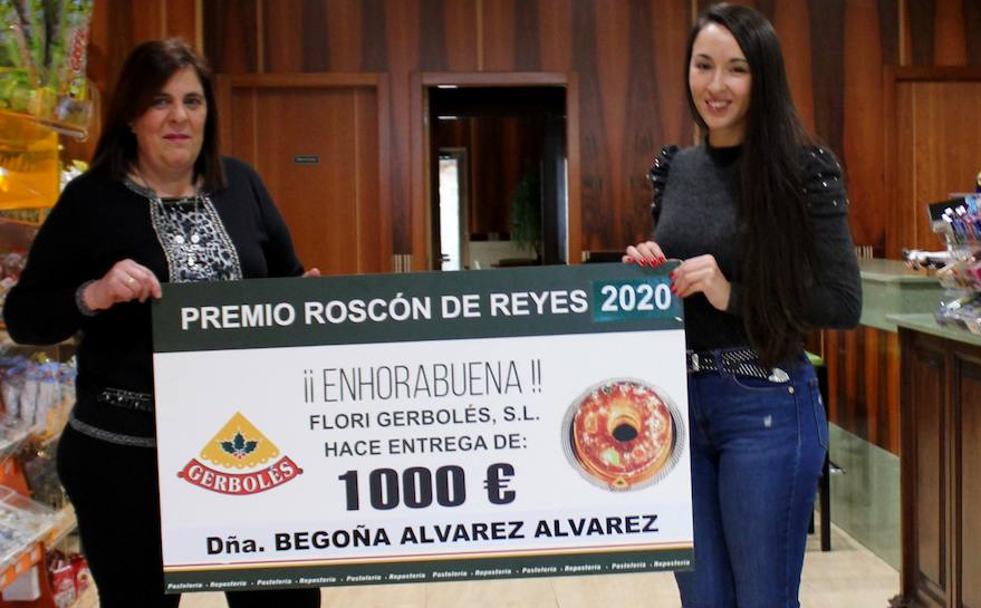 PREMIO ROSCÓN DE REYES 2020
¡¡ ENHORABUENA !!
FLORI GERBOLÉS, S.L.
HACE ENTREGA DE:
1000 €
GERBOLÉS
Dña. BEGOÑA ALVAREZ ALVAREZ
Pastelería - Repostería - Pastelería - Repostería - Pastelería - Repostería - Pastelería - Repostería - Pastelería - Repostería - Pastelería - Repostería